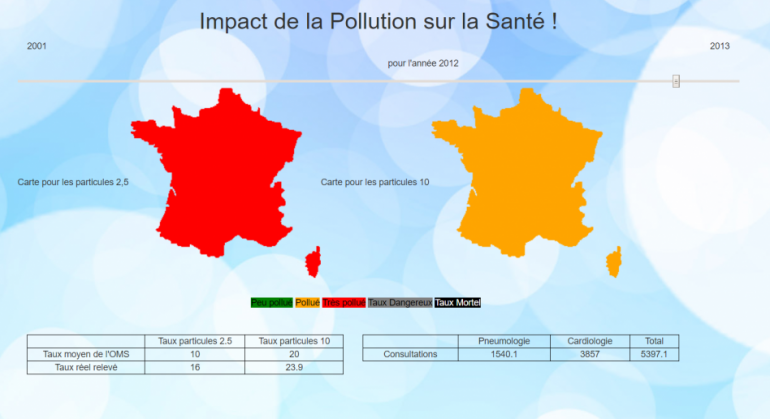 Impact de la Pollution sur la Santé !
2001 2013
pour l'année 2012
Carte pour les particules 2,5 Carte pour les particules 10
Peu pollué Pollué Très pollué Taux Dangereux Taux Mortel
Taux particules 2.5 Taux particules 10
Taux moyen de l'OMS 10 20
Taux réel relevé 16 23.9
Pneumologie Cardiologie Total
Consultations 1540.1 3857 5397.1